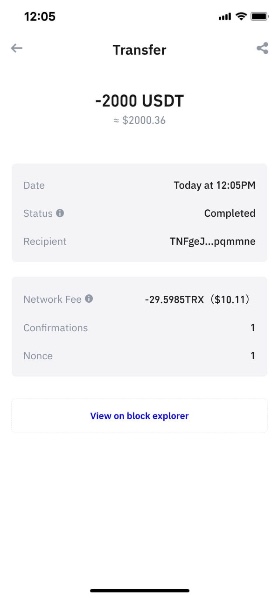 12:05
Transfer
-2000 USDT
≈ $2000.36
Date Today at 12:05PM
Status Completed
Recipient TNFgeJ...pqmmne
Network Fee -29.5985TRX（$10.11）
Confirmations 1
Nonce 1
View on block explorer